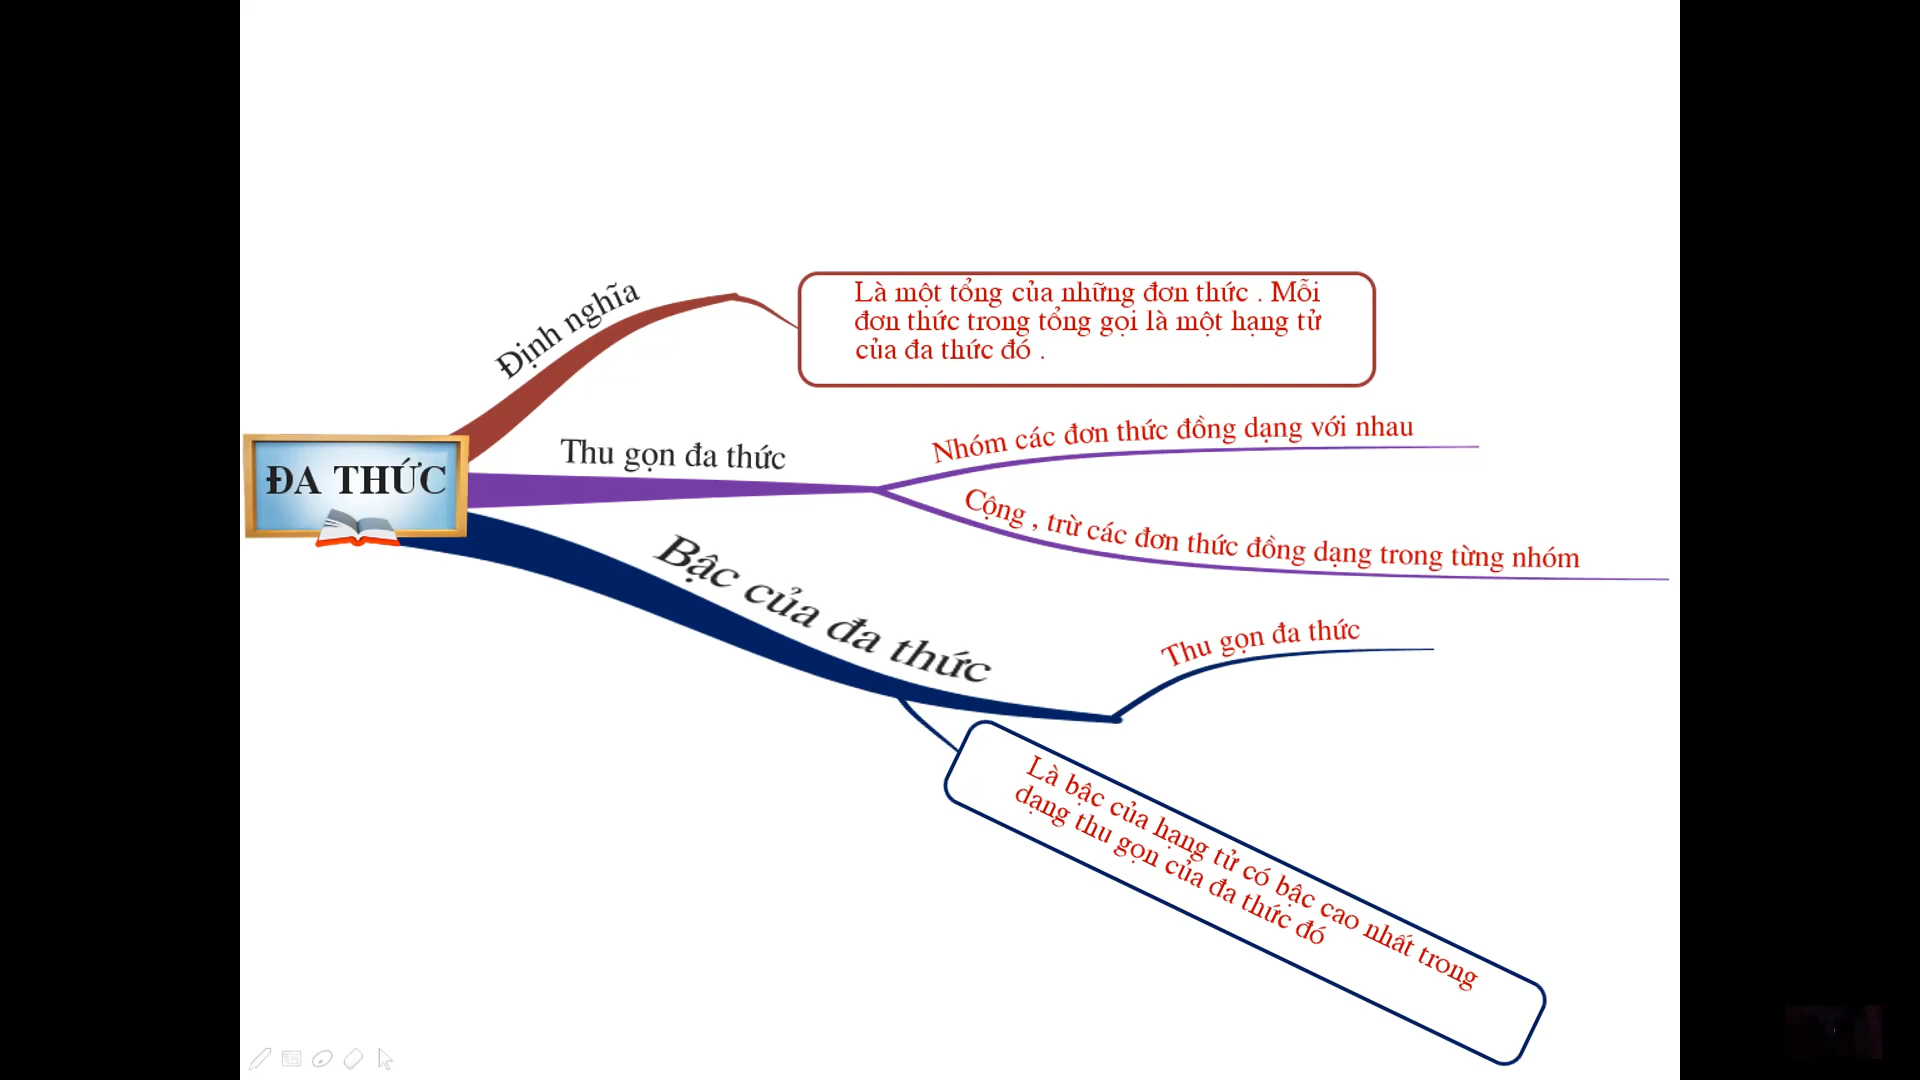 Định nghĩa
Là một tổng của những đơn thức . Mỗi
đơn thức trong tổng gọi là một hạng tử
của đa thức đó .
ĐA THỨC
Thu gọn đa thức
Nhóm các đơn thức đồng dạng với nhau
Cộng , trừ các đơn thức đồng dạng trong từng nhóm
Bậc của đa thức
Thu gọn đa thức
Là bậc của hạng tử có bậc cao nhất trong
dạng thu gọn của đa thức đó